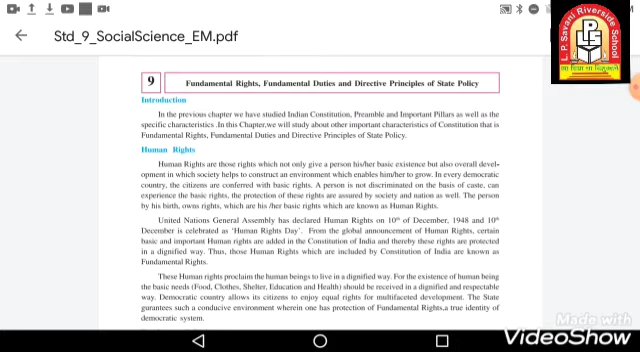 Std_9_SocialScience_EM.pdf
L. P. Savani Riverside School
LPS
9
Fundamental Rights, Fundamental Duties and Directive Principles of State Policy
Introduction
In the previous chapter we have studied Indian Constitution, Preamble and Important Pillars as well as the
specific characteristics .In this Chapter,we will study about other important characteristics of Constitution that is
Fundamental Rights, Fundamental Duties and Directive Principles of State Policy.
Human Rights
Human Rights are those rights which not only give a person his/her basic existence but also overall devel-
opment in which society helps to construct an environment which enables him/her to grow. In every democratic
country, the citizens are conferred with basic rights. A person is not discriminated on the basis of caste, can
experience the basic rights, the protection of these rights are assured by society and nation as well. The person
by his birth, owns rights, which are his /her basic rights which are known as Human Rights.
United Nations General Assembly has declared Human Rights on 10th of December, 1948 and 10th
December is celebrated as 'Human Rights Day'. From the global announcement of Human Rights, certain
basic and important Human rights are added in the Constitution of India and thereby these rights are protected
in a dignified way. Thus, those Human Rights which are included by Constitution of India are known as
Fundamental Rights.
These Human rights proclaim the human beings to live in a dignified way. For the existence of human being
the basic needs (Food, Clothes, Shelter, Education and Health) should be received in a dignified and respectable
way. Democratic country allows its citizens to enjoy equal rights for multifaceted development. The State
gurantees such a conducive environment wherein one has protection of Fundamental Rights,a true identity of
democratic system.
Made with
VideoShow